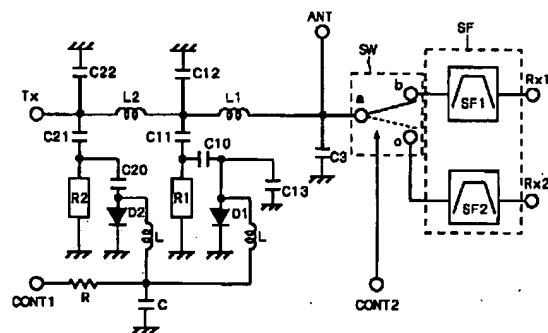 ANT
C22
C12
SW
SF
Tx
L2
L1
a
b
SF1
Rx1
C21
C11
C10
C3
C20
C13
R2
D2
R1
D1
SF2
Rx2
L
L
CONT1
R
C
CONT2